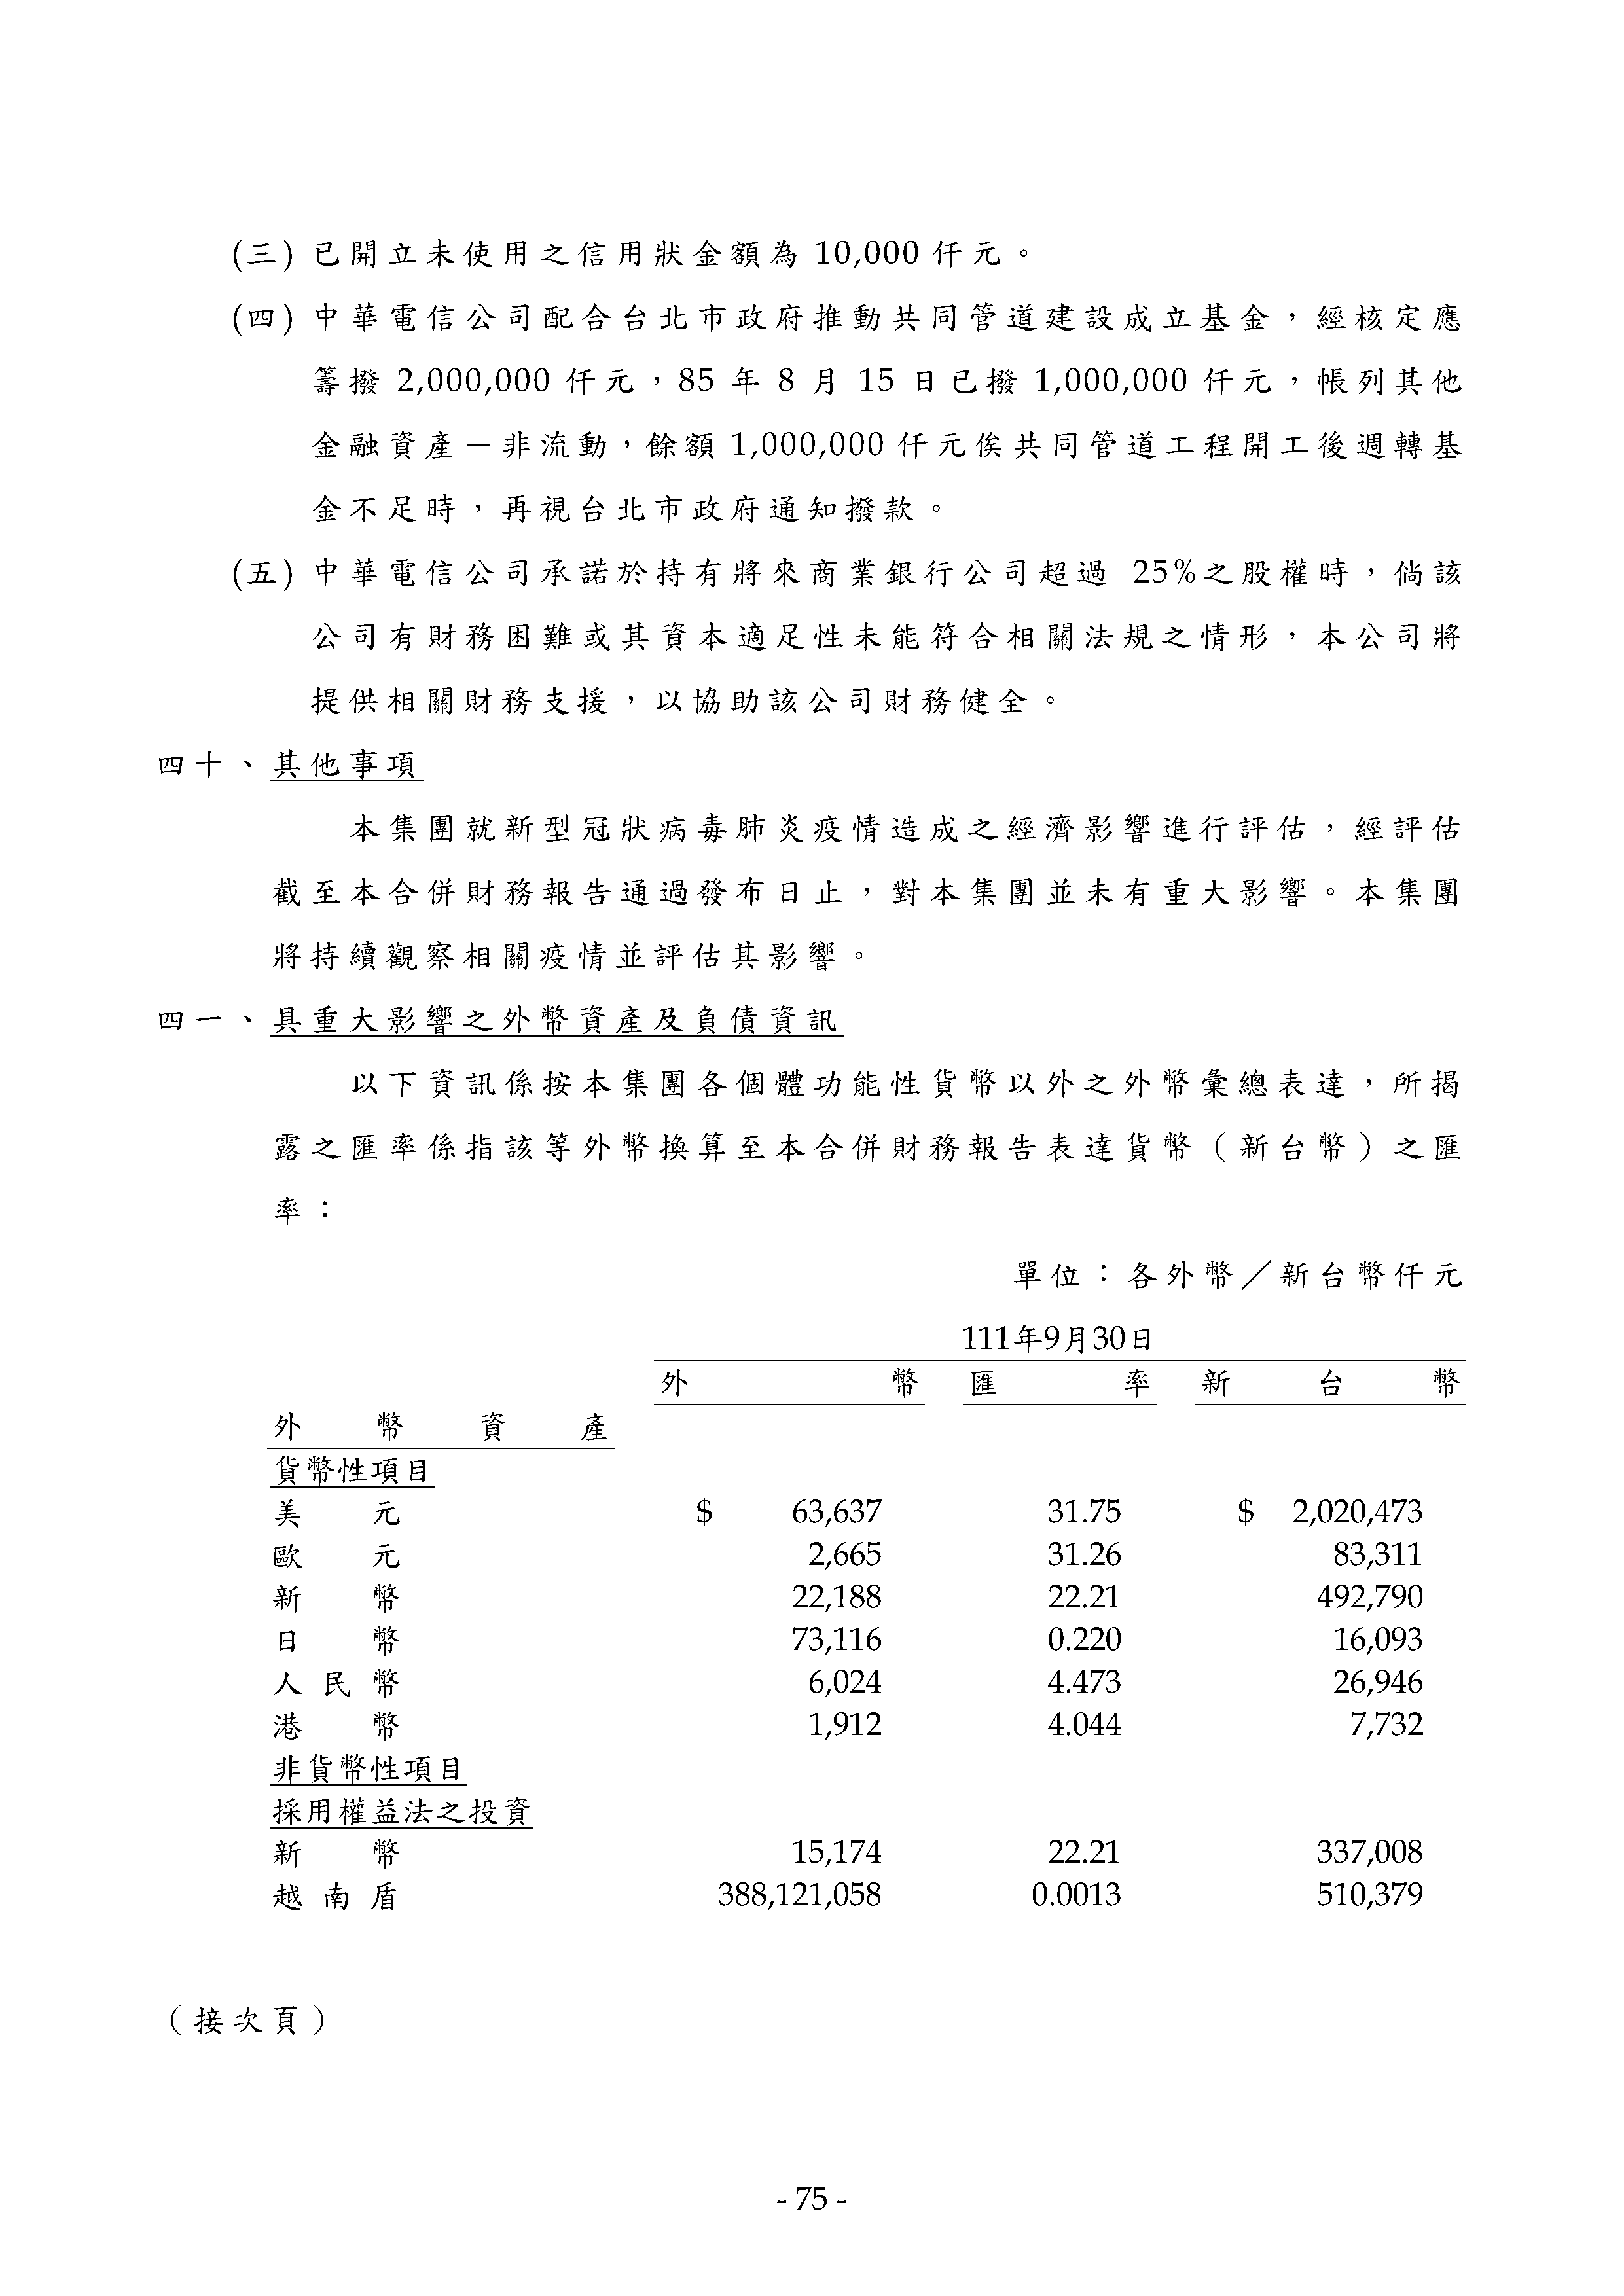 (三) 已開立未使用之信用狀金額為 10,000 仟元。
(四) 中華電信公司配合台北市政府推動共同管道建設成立基金，經核定應
籌撥 2,000,000 仟元，85 年 8 月 15 日已撥 1,000,000 仟元，帳列其他
金融資產－非流動，餘額 1,000,000 仟元俟共同管道工程開工後週轉基
金不足時，再視台北市政府通知撥款。
(五) 中華電信公司承諾於持有將來商業銀行公司超過 25%之股權時，倘該
公司有財務困難或其資本適足性未能符合相關法規之情形，本公司將
提供相關財務支援，以協助該公司財務健全。
四十、其他事項
本集團就新型冠狀病毒肺炎疫情造成之經濟影響進行評估，經評估
截至本合併財務報告通過發布日止，對本集團並未有重大影響。本集團
將持續觀察相關疫情並評估其影響。
四一、具重大影響之外幣資產及負債資訊
以下資訊係按本集團各個體功能性貨幣以外之外幣彙總表達，所揭
露之匯率係指該等外幣換算至本合併財務報告表達貨幣（新台幣）之匯
率：
單位：各外幣／新台幣仟元
111年9月30日
外幣 匯率 新台幣
外幣資產
貨幣性項目
美元 $ 63,637 31.75 $ 2,020,473
歐元 2,665 31.26 83,311
新幣 22,188 22.21 492,790
日幣 73,116 0.220 16,093
人民幣 6,024 4.473 26,946
港幣 1,912 4.044 7,732
非貨幣性項目
採用權益法之投資
新幣 15,174 22.21 337,008
越南盾 388,121,058 0.0013 510,379
（接次頁）
- 75 -